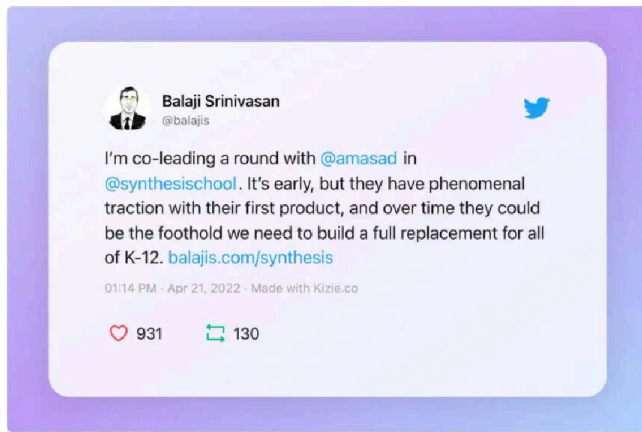 Balaji Srinivasan
@balajis
I'm co-leading a round with @amasad in
@synthesischool. It's early, but they have phenomenal
traction with their first product, and over time they could
be the foothold we need to build a full replacement for all
of K-12. balajis.com/synthesis
01:14 PM · Apr 21, 2022 · Made with Kizie.co
931 130